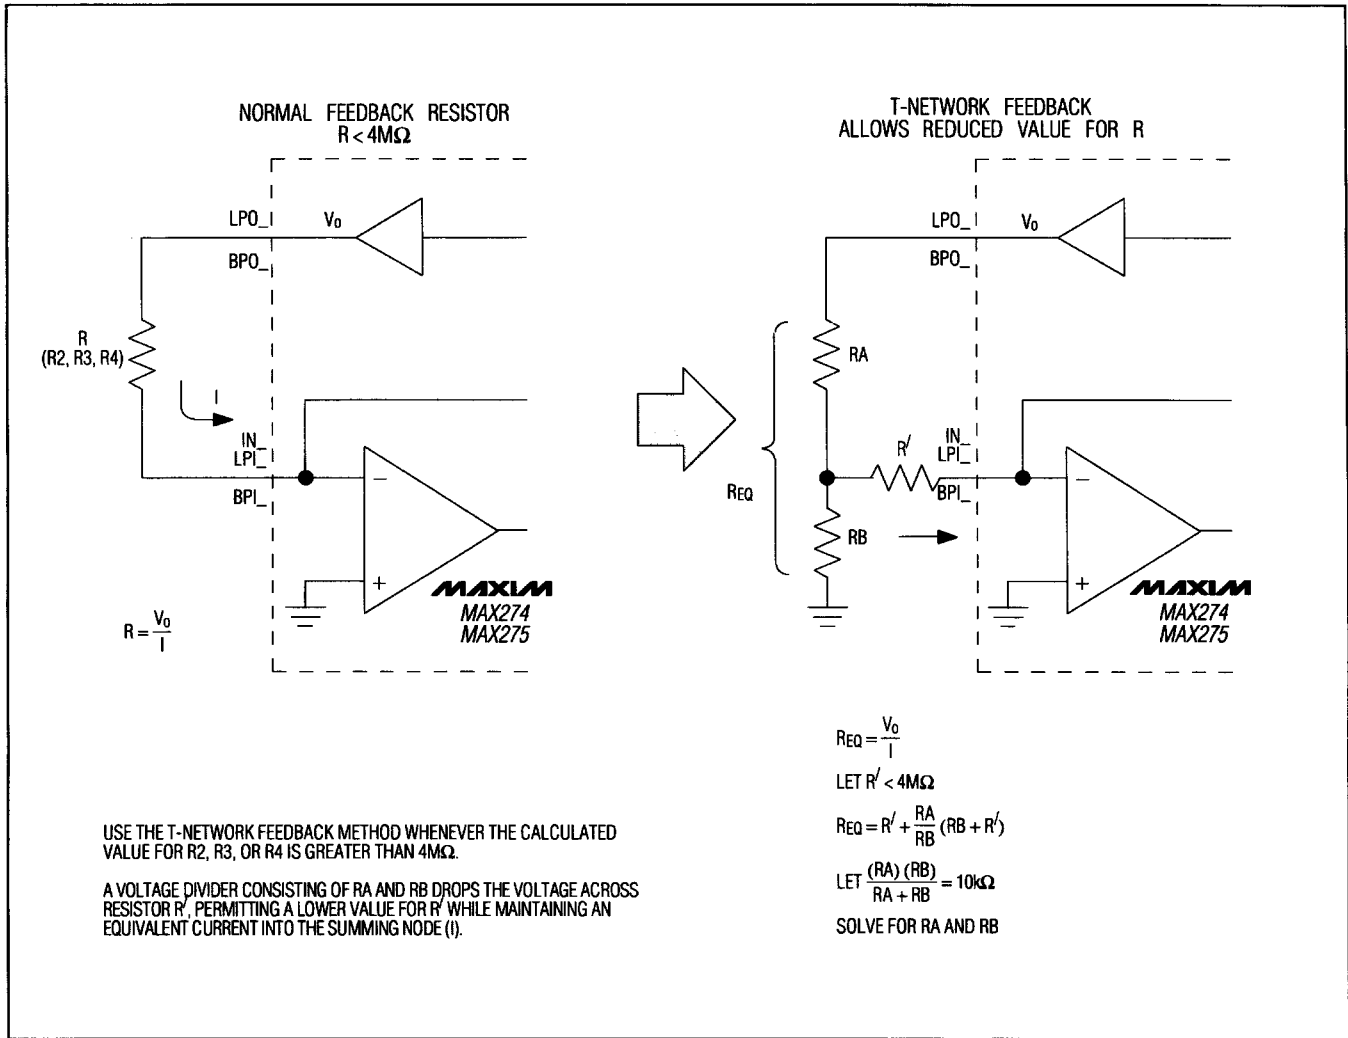 NORMAL FEEDBACK RESISTOR
R < 4MΩ
LPO_
V₀
BPO_
R
(R2, R3, R4)
I
IN_
LPI_
BPI_
−
+
MAXIM
MAX274
MAX275
R = V₀/I
T-NETWORK FEEDBACK
ALLOWS REDUCED VALUE FOR R
LPO_
V₀
BPO_
RA
R′
IN_
LPI_
BPI_
REQ
RB
−
+
MAXIM
MAX274
MAX275
REQ = V₀/I
LET R′ < 4MΩ
REQ = R′ + RA/RB (RB + R′)
LET (RA) (RB)/RA + RB = 10kΩ
SOLVE FOR RA AND RB
USE THE T-NETWORK FEEDBACK METHOD WHENEVER THE CALCULATED
VALUE FOR R2, R3, OR R4 IS GREATER THAN 4MΩ.
A VOLTAGE DIVIDER CONSISTING OF RA AND RB DROPS THE VOLTAGE ACROSS
RESISTOR R′, PERMITTING A LOWER VALUE FOR R′ WHILE MAINTAINING AN
EQUIVALENT CURRENT INTO THE SUMMING NODE (I).